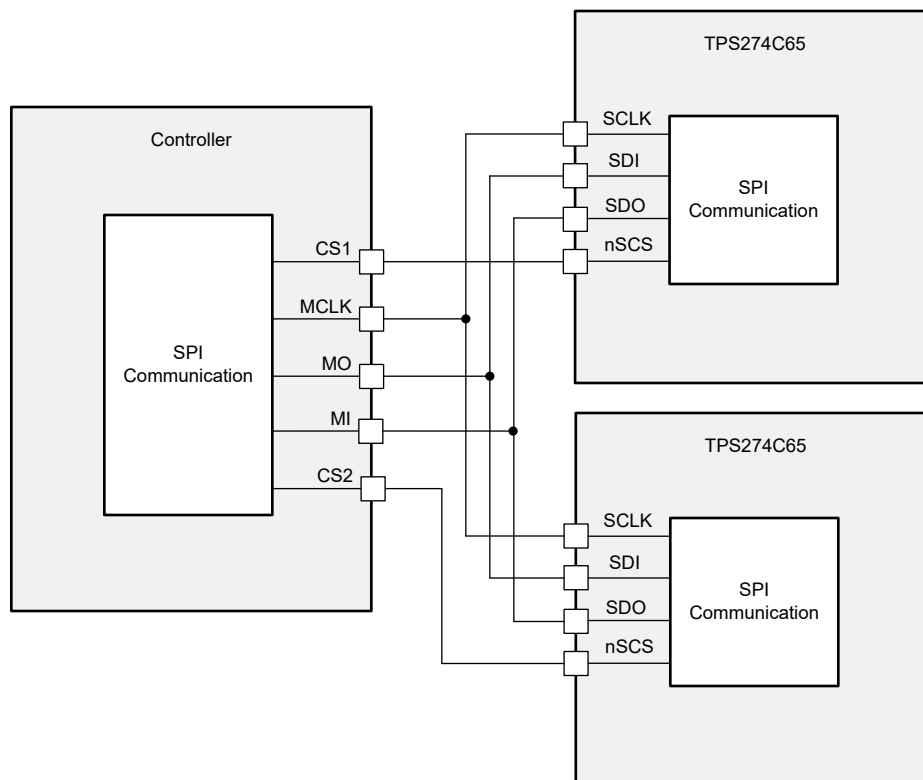 Controller
SPI
Communication
CS1
MCLK
MO
MI
CS2
TPS274C65
SCLK
SDI
SDO
nSCS
SPI
Communication
TPS274C65
SCLK
SDI
SDO
nSCS
SPI
Communication